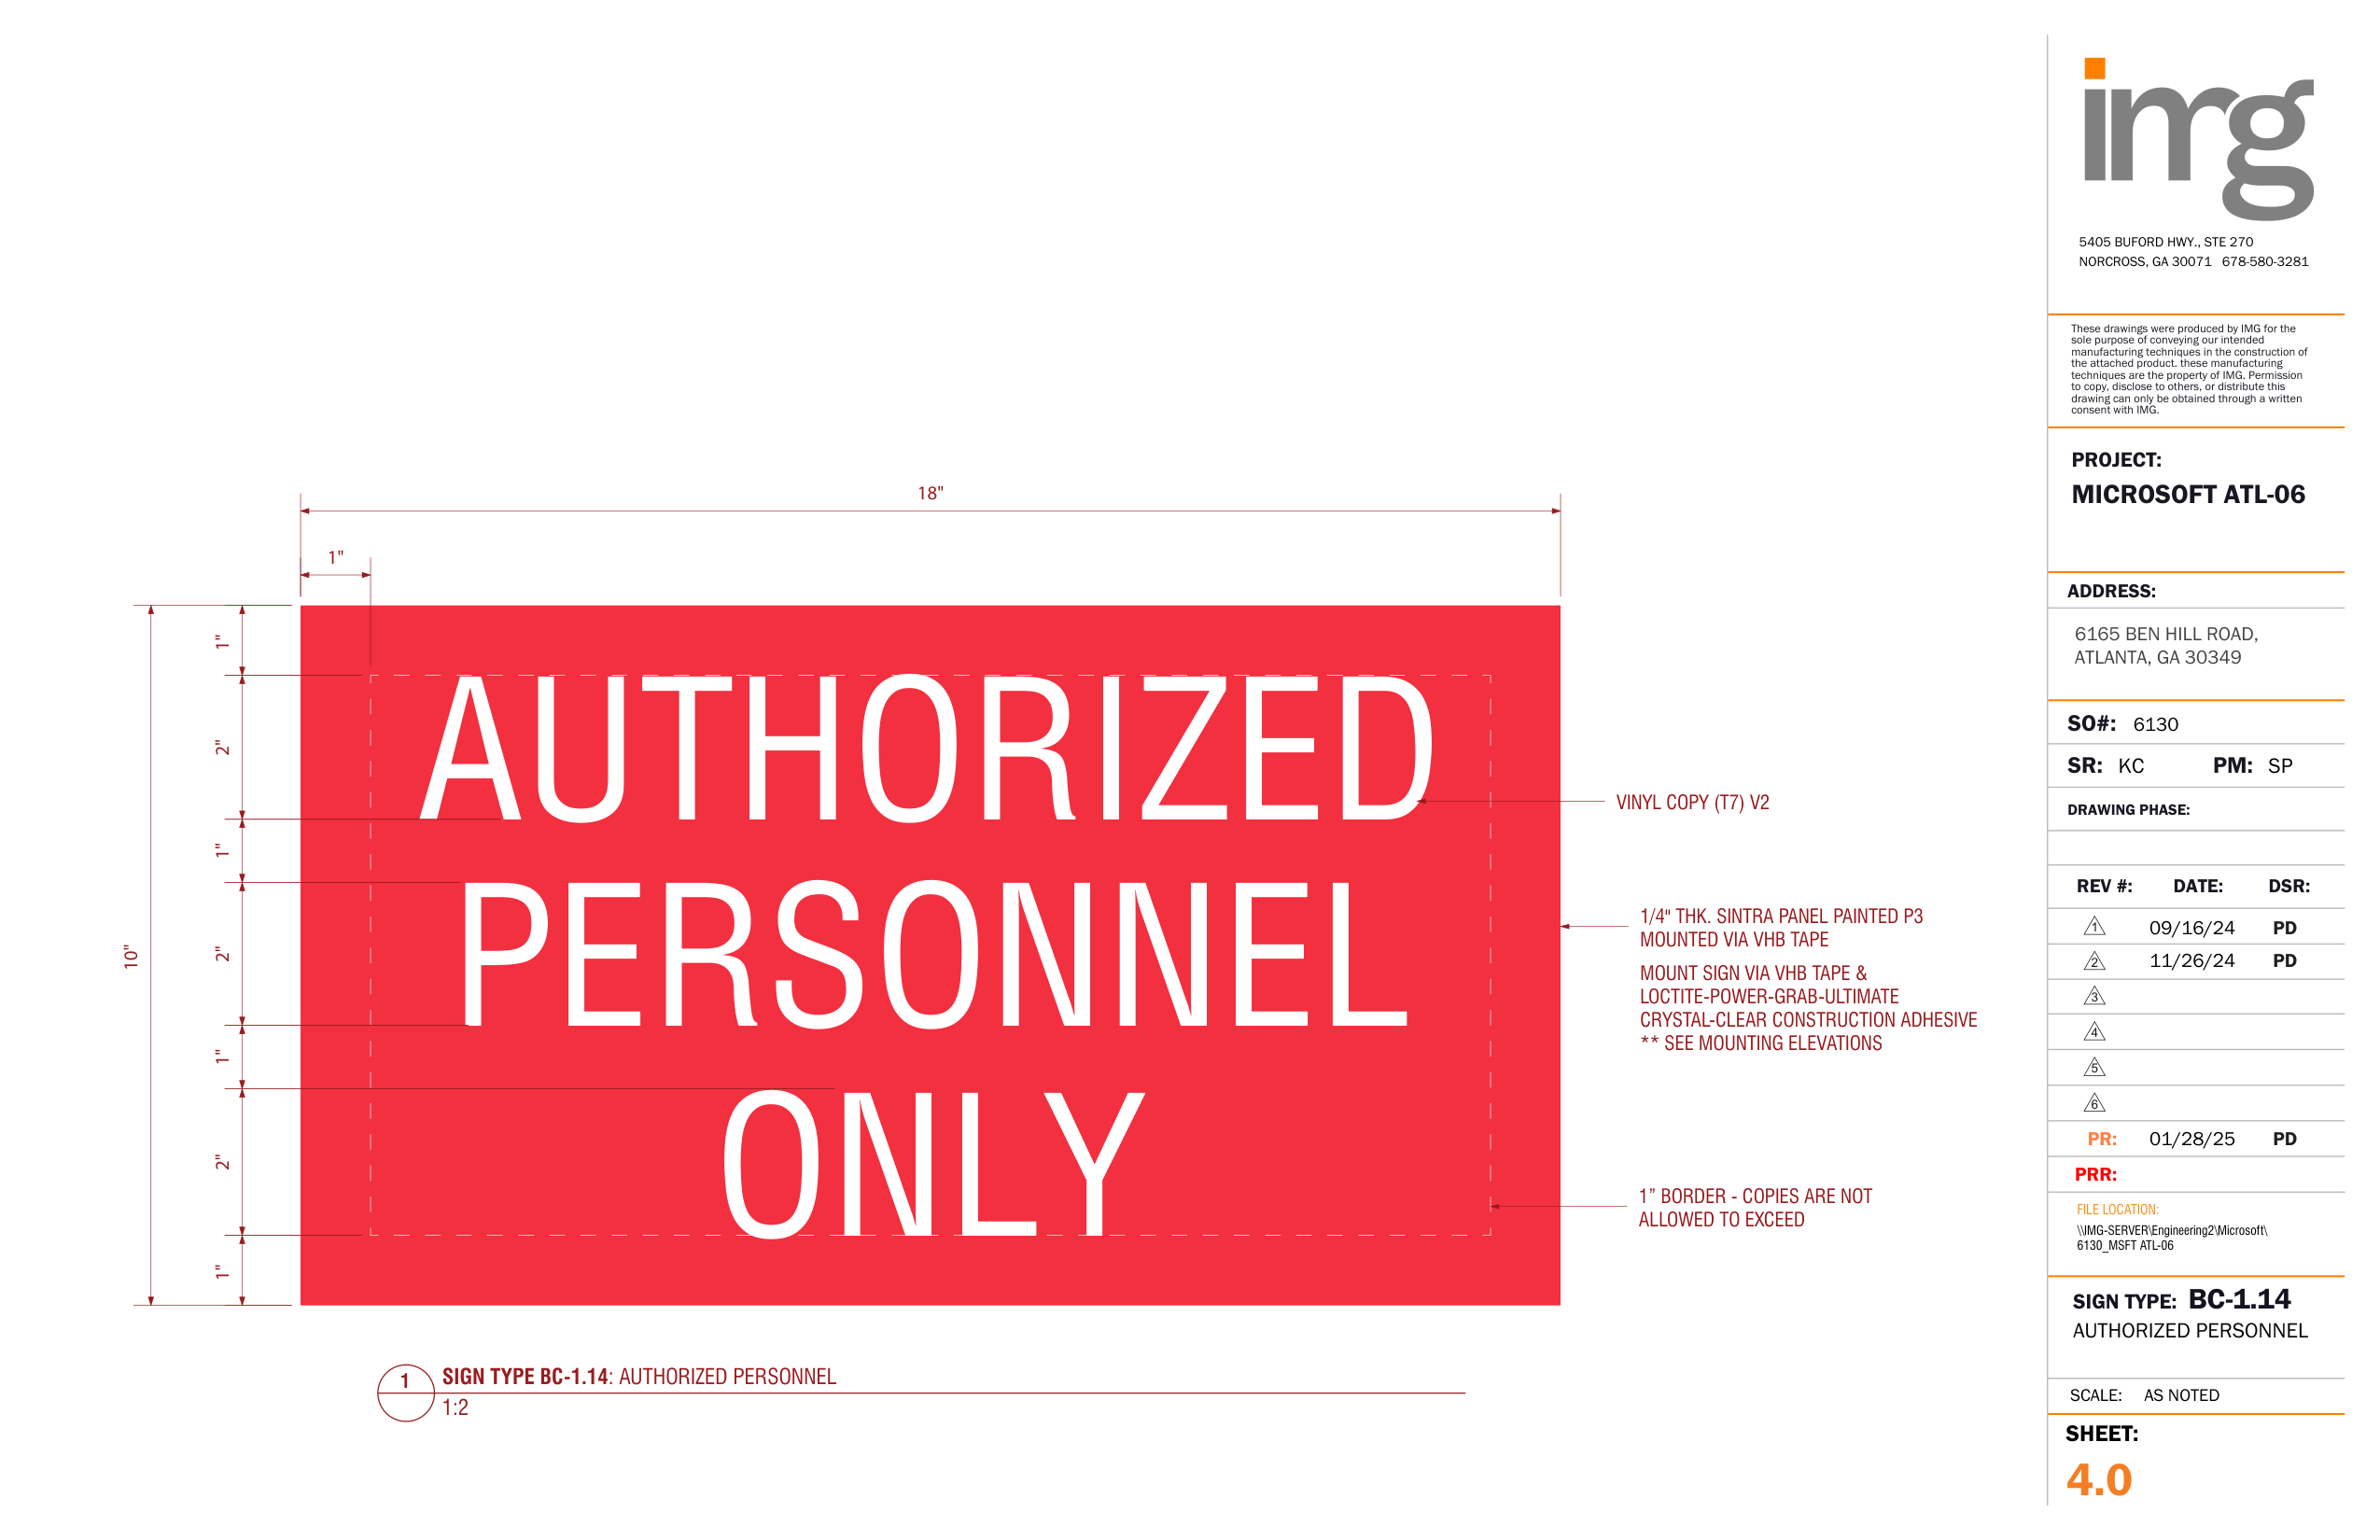 img
5405 BUFORD HWY., STE 270
NORCROSS, GA 30071 678-580-3281
These drawings were produced by IMG for the
sole purpose of conveying our intended
manufacturing techniques in the construction of
the attached product. these manufacturing
techniques are the property of IMG. Permission
to copy, disclose to others, or distribute this
drawing can only be obtained through a written
consent with IMG.
PROJECT:
MICROSOFT ATL-06
ADDRESS:
6165 BEN HILL ROAD,
ATLANTA, GA 30349
SO#: 6130
SR: KC PM: SP
DRAWING PHASE:
REV #: DATE: DSR:
1 09/16/24 PD
2 11/26/24 PD
3
4
5
6
PR: 01/28/25 PD
PRR:
FILE LOCATION:
\\IMG-SERVER\Engineering2\Microsoft\
6130_MSFT ATL-06
SIGN TYPE: BC-1.14
AUTHORIZED PERSONNEL
SCALE: AS NOTED
SHEET:
4.0
18"
1"
10"
1"
2"
1"
2"
1"
2"
1"
AUTHORIZED
PERSONNEL
ONLY
VINYL COPY (T7) V2
1/4" THK. SINTRA PANEL PAINTED P3
MOUNTED VIA VHB TAPE
MOUNT SIGN VIA VHB TAPE &
LOCTITE-POWER-GRAB-ULTIMATE
CRYSTAL-CLEAR CONSTRUCTION ADHESIVE
** SEE MOUNTING ELEVATIONS
1” BORDER - COPIES ARE NOT
ALLOWED TO EXCEED
1 SIGN TYPE BC-1.14: AUTHORIZED PERSONNEL
1:2